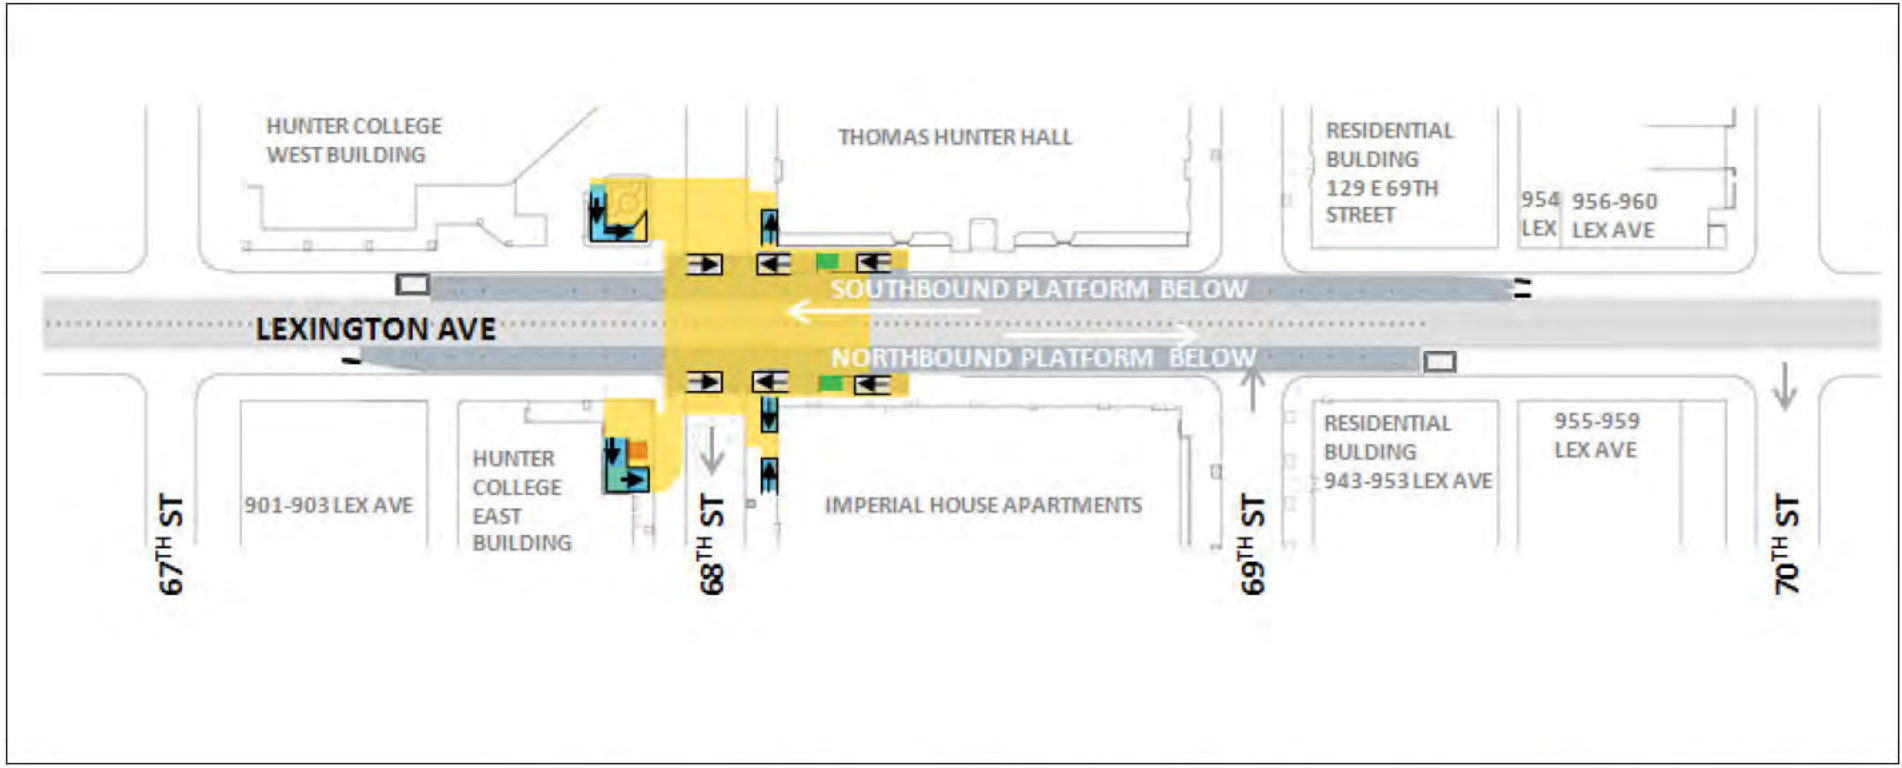 HUNTER COLLEGE
WEST BUILDING
THOMAS HUNTER HALL
RESIDENTIAL
BULDING
129 E 69TH
STREET
954
LEX
956-960
LEX AVE
SOUTHBOUND PLATFORM BELOW
LEXINGTON AVE
NORTHBOUND PLATFORM BELOW
901-903 LEX AVE
HUNTER
COLLEGE
EAST
BUILDING
IMPERIAL HOUSE APARTMENTS
RESIDENTIAL
BULDING
943-953 LEX AVE
955-959
LEX AVE
67TH ST
68TH ST
69TH ST
70TH ST